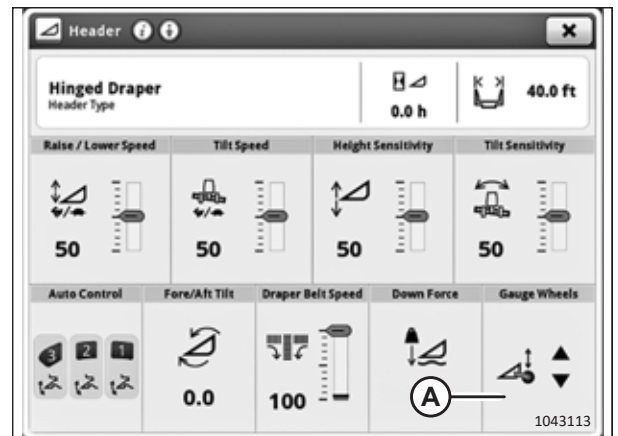 Header
Hinged Draper
Header Type
0.0 h
40.0 ft
Raise / Lower Speed
Tilt Speed
Height Sensitivity
Tilt Sensitivity
50
50
50
50
Auto Control
Fore/Aft Tilt
Draper Belt Speed
Down Force
Gauge Wheels
3 2 1
0.0
100
A
1043113